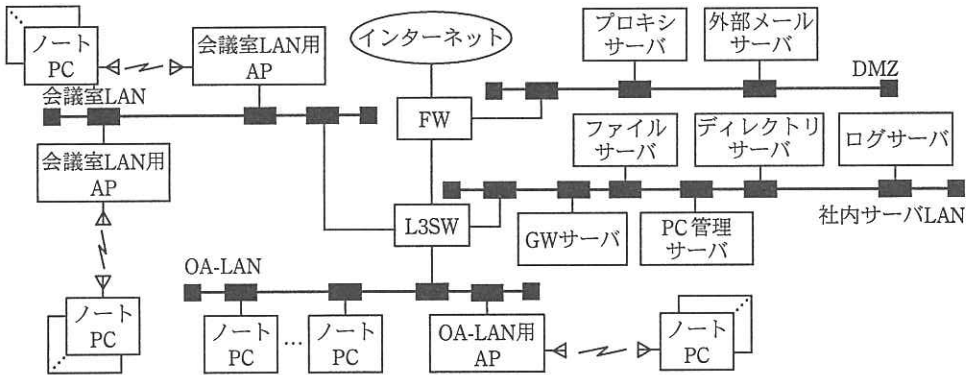 ノート
PC
会議室LAN用
AP
インターネット
プロキシ
サーバ
外部メール
サーバ
DMZ
会議室LAN
FW
会議室LAN用
AP
ファイル
サーバ
ディレクトリ
サーバ
ログサーバ
L3SW
GWサーバ
PC管理
サーバ
社内サーバLAN
OA-LAN
ノート
PC
ノート
PC
…
ノート
PC
OA-LAN用
AP
ノート
PC